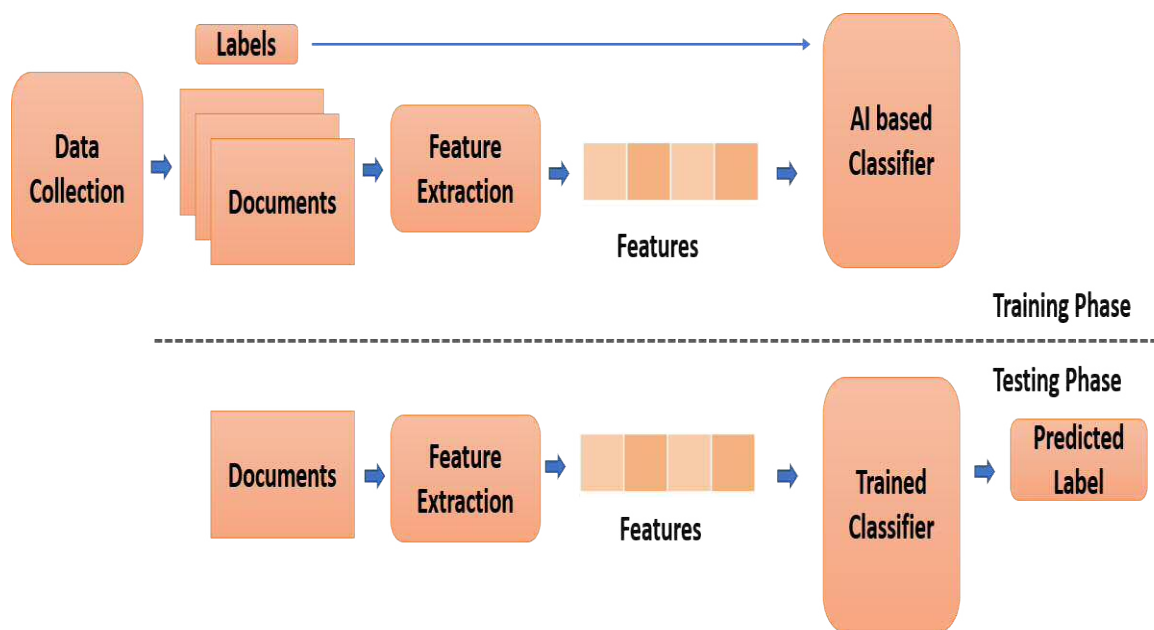 Labels
Data
Collection
Documents
Feature
Extraction
Features
AI based
Classifier
Training Phase
Testing Phase
Documents
Feature
Extraction
Features
Trained
Classifier
Predicted
Label